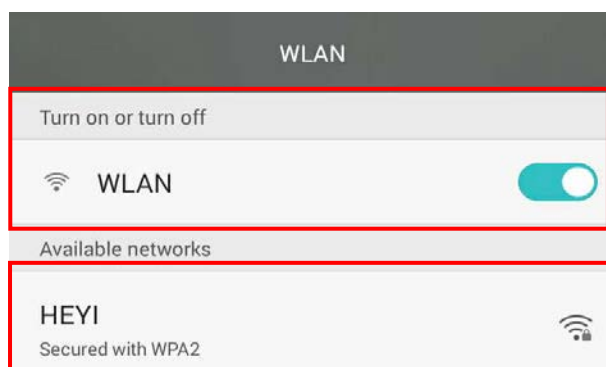 WLAN
Turn on or turn off
WLAN
Available networks
HEYI
Secured with WPA2